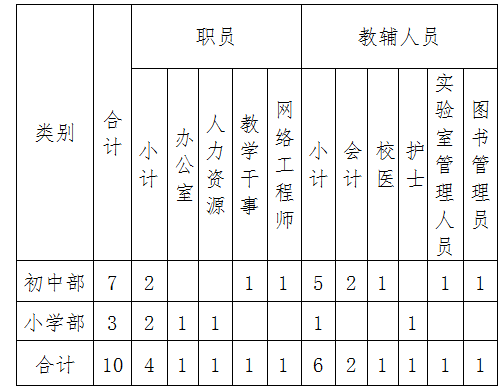 类别 合计 职员 教辅人员
小计 办公室 人力资源 教学干事 网络工程师 小计 会计 校医 护士 实验室管理人员 图书管理员
初中部 7 2 1 1 5 2 1 1 1
小学部 3 2 1 1 1 1
合计 10 4 1 1 1 1 6 2 1 1 1 1